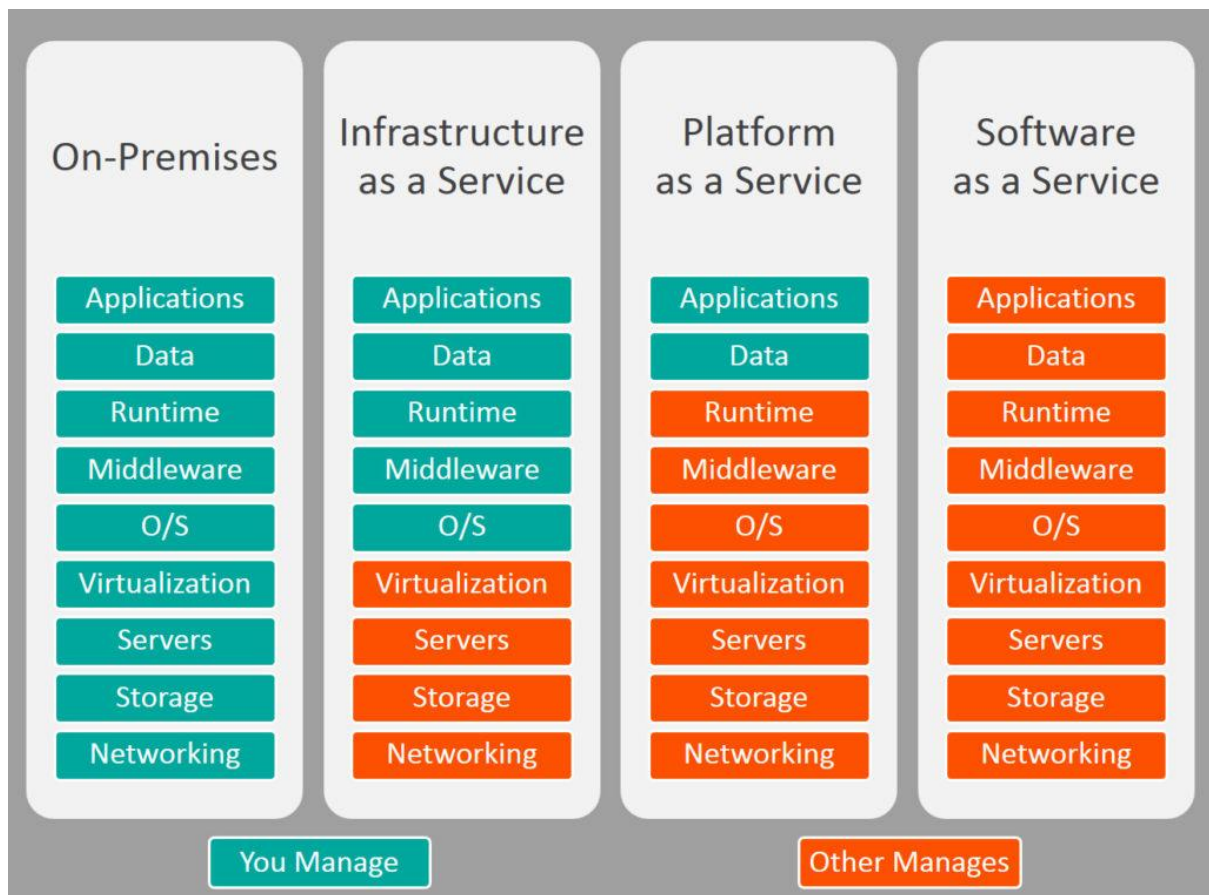 On-Premises
Applications
Data
Runtime
Middleware
O/S
Virtualization
Servers
Storage
Networking
Infrastructure
as a Service
Applications
Data
Runtime
Middleware
O/S
Virtualization
Servers
Storage
Networking
Platform
as a Service
Applications
Data
Runtime
Middleware
O/S
Virtualization
Servers
Storage
Networking
Software
as a Service
Applications
Data
Runtime
Middleware
O/S
Virtualization
Servers
Storage
Networking
You Manage
Other Manages